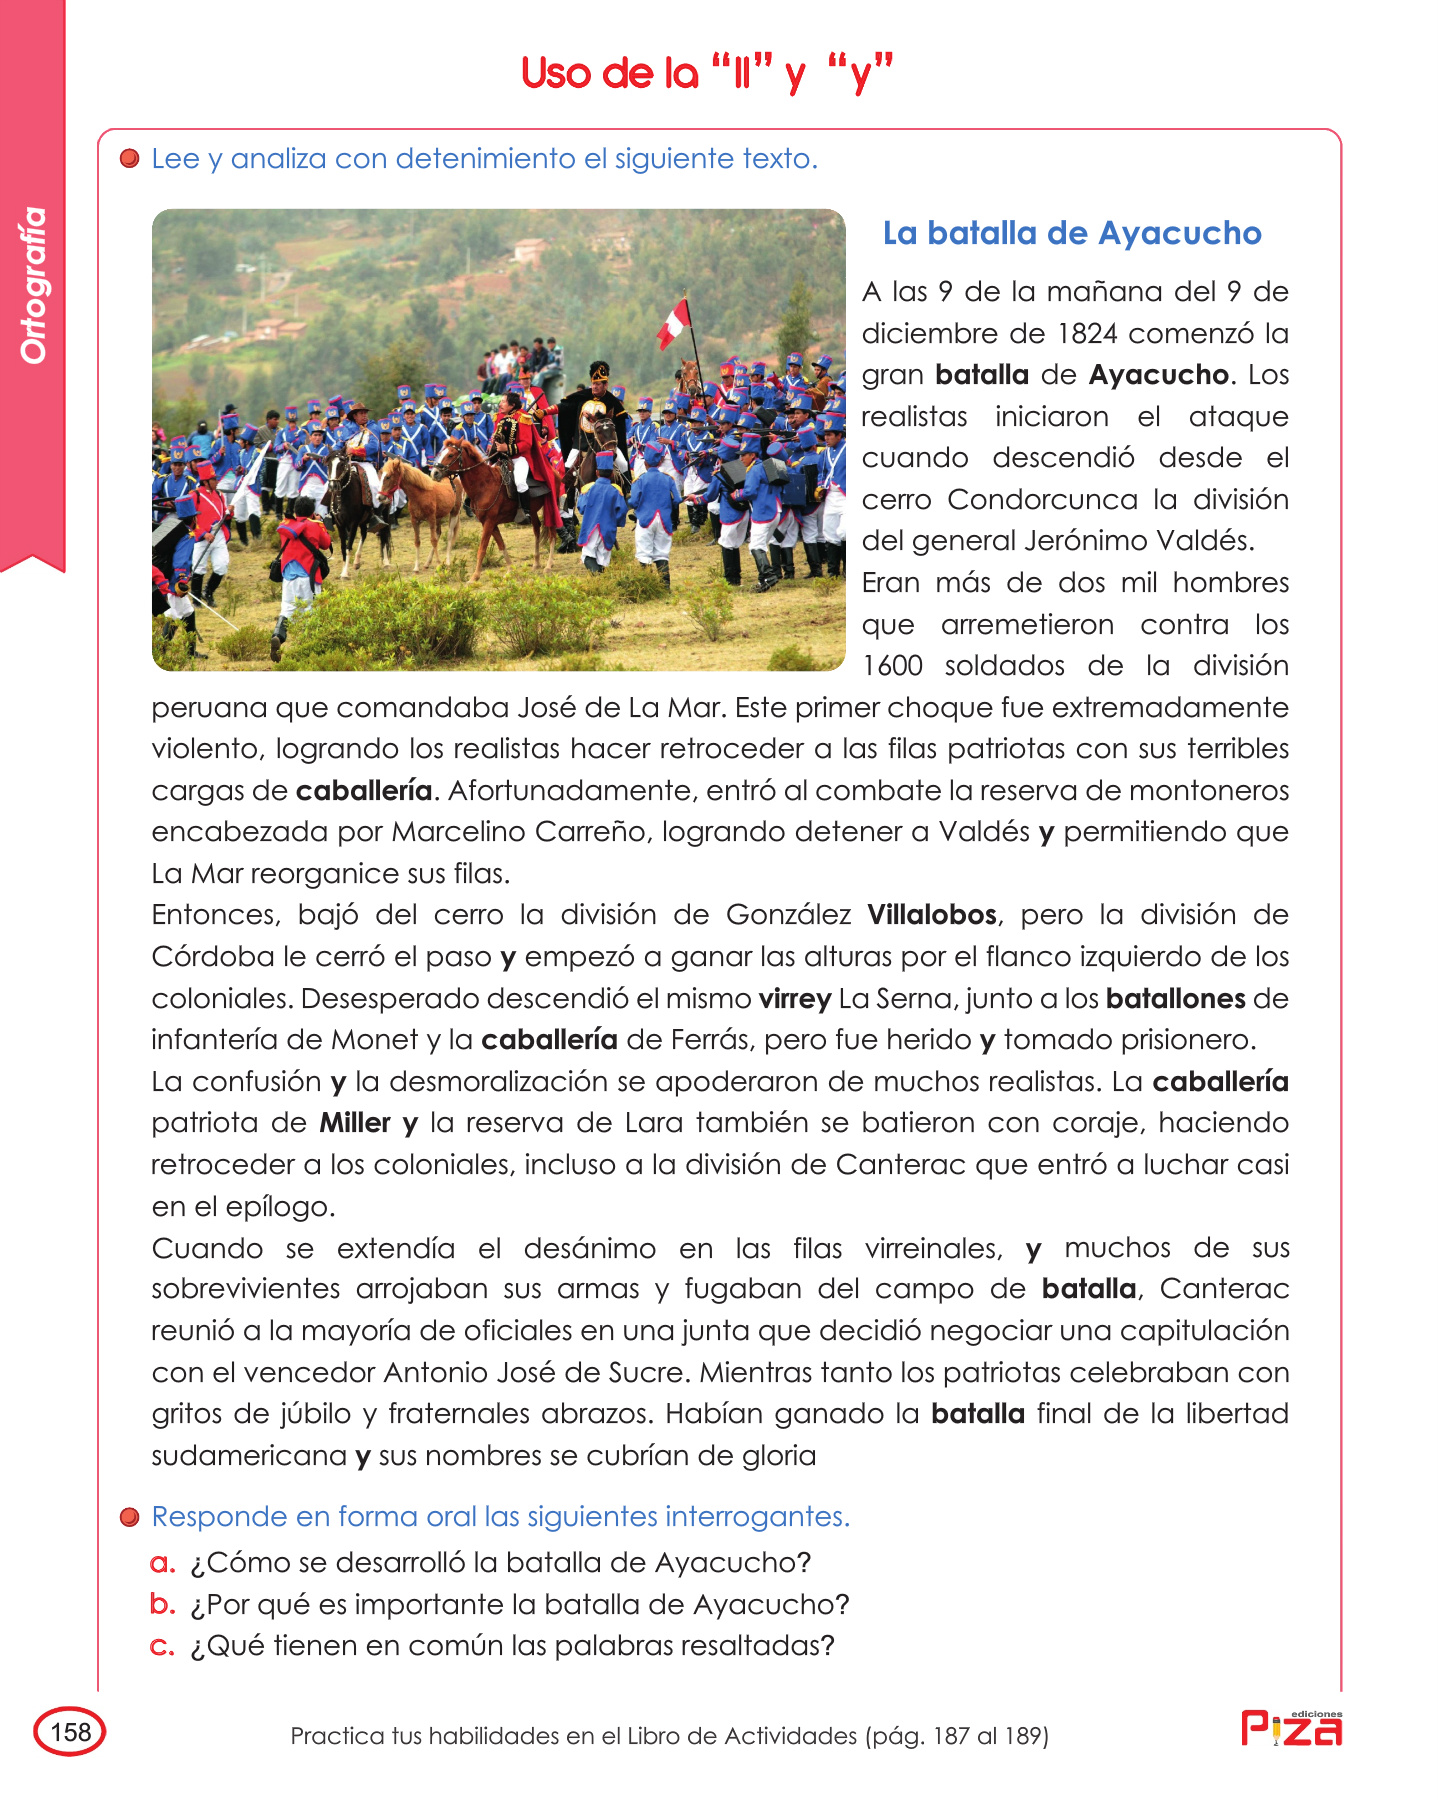 Uso de la “ll” y “y”
Ortografía
Lee y analiza con detenimiento el siguiente texto.
La batalla de Ayacucho
A las 9 de la mañana del 9 de
diciembre de 1824 comenzó la
gran batalla de Ayacucho. Los
realistas iniciaron el ataque
cuando descendió desde el
cerro Condorcunca la división
del general Jerónimo Valdés.
Eran más de dos mil hombres
que arremetieron contra los
1600 soldados de la división
peruana que comandaba José de La Mar. Este primer choque fue extremadamente
violento, logrando los realistas hacer retroceder a las filas patriotas con sus terribles
cargas de caballería. Afortunadamente, entró al combate la reserva de montoneros
encabezada por Marcelino Carreño, logrando detener a Valdés y permitiendo que
La Mar reorganice sus filas.
Entonces, bajó del cerro la división de González Villalobos, pero la división de
Córdoba le cerró el paso y empezó a ganar las alturas por el flanco izquierdo de los
coloniales. Desesperado descendió el mismo virrey La Serna, junto a los batallones de
infantería de Monet y la caballería de Ferrás, pero fue herido y tomado prisionero.
La confusión y la desmoralización se apoderaron de muchos realistas. La caballería
patriota de Miller y la reserva de Lara también se batieron con coraje, haciendo
retroceder a los coloniales, incluso a la división de Canterac que entró a luchar casi
en el epílogo.
Cuando se extendía el desánimo en las filas virreinales, y muchos de sus
sobrevivientes arrojaban sus armas y fugaban del campo de batalla, Canterac
reunió a la mayoría de oficiales en una junta que decidió negociar una capitulación
con el vencedor Antonio José de Sucre. Mientras tanto los patriotas celebraban con
gritos de júbilo y fraternales abrazos. Habían ganado la batalla final de la libertad
sudamericana y sus nombres se cubrían de gloria
Responde en forma oral las siguientes interrogantes.
a. ¿Cómo se desarrolló la batalla de Ayacucho?
b. ¿Por qué es importante la batalla de Ayacucho?
c. ¿Qué tienen en común las palabras resaltadas?
158
Practica tus habilidades en el Libro de Actividades (pág. 187 al 189)
ediciones
Piza